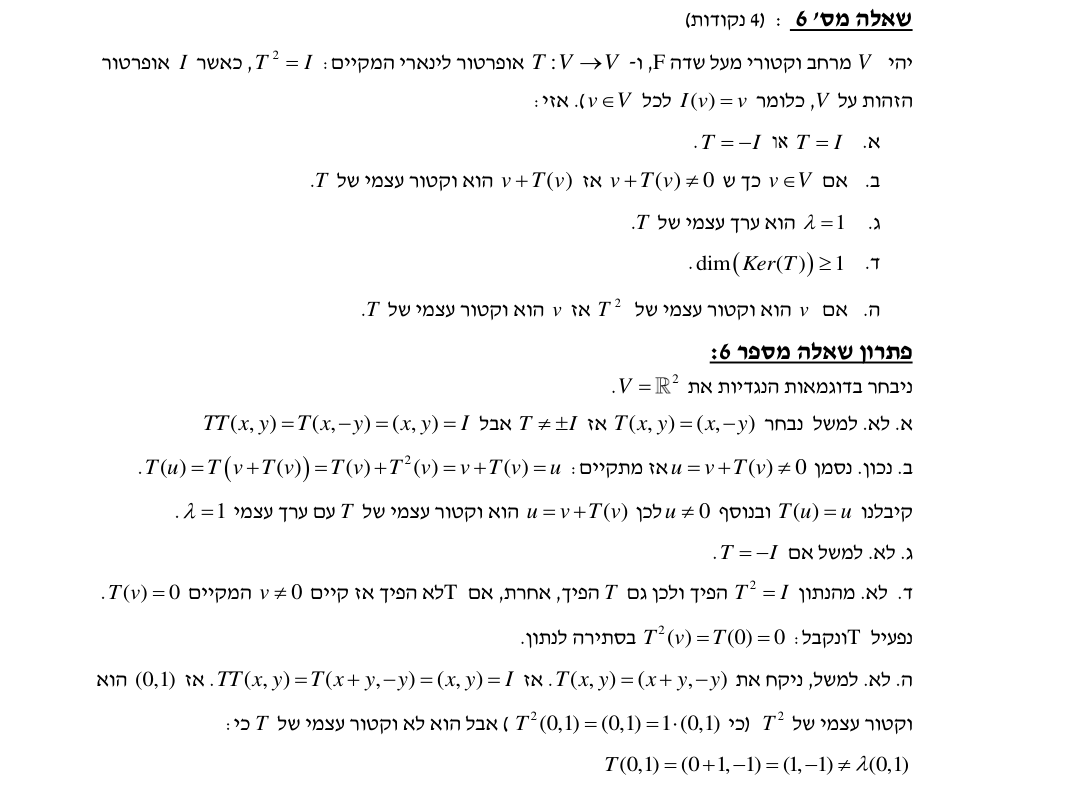 שאלה מס' 6 : (4 נקודות)
יהי V מרחב וקטורי מעל שדה F, ו- T : V → V אופרטור לינארי המקיים: T² = I, כאשר I אופרטור
הזהות על V, כלומר I(v) = v לכל v ∈ V). אזי:
א. T = I או T = −I.
ב. אם v ∈ V כך ש v + T(v) ≠ 0 אז v + T(v) הוא וקטור עצמי של T.
ג. λ = 1 הוא ערך עצמי של T.
ד. dim(Ker(T)) ≥ 1.
ה. אם v הוא וקטור עצמי של T² אז v הוא וקטור עצמי של T.
פתרון שאלה מספר 6:
ניבחר בדוגמאות הנגדיות את V = ℝ².
א. לא. למשל נבחר T(x, y) = (x,−y) אז T ≠ ±I אבל TT(x, y) = T(x,−y) = (x, y) = I
ב. נכון. נסמן u = v + T(v) ≠ 0 אז מתקיים: T(u) = T(v + T(v)) = T(v) + T²(v) = v + T(v) = u.
קיבלנו T(u) = u ובנוסף u ≠ 0 לכן u = v + T(v) הוא וקטור עצמי של T עם ערך עצמי λ = 1.
ג. לא. למשל אם T = −I.
ד. לא. מהנתון T² = I הפיך ולכן גם T הפיך, אחרת, אם T לא הפיך אז קיים v ≠ 0 המקיים T(v) = 0.
נפעיל T ונקבל: T²(v) = T(0) = 0 בסתירה לנתון.
ה. לא. למשל, ניקח את T(x, y) = (x + y,−y). אז TT(x, y) = T(x + y,−y) = (x, y) = I. אז (0,1) הוא
וקטור עצמי של T² (כי T²(0,1) = (0,1) = 1·(0,1) ) אבל הוא לא וקטור עצמי של T כי:
T(0,1) = (0+1,−1) = (1,−1) ≠ λ(0,1)